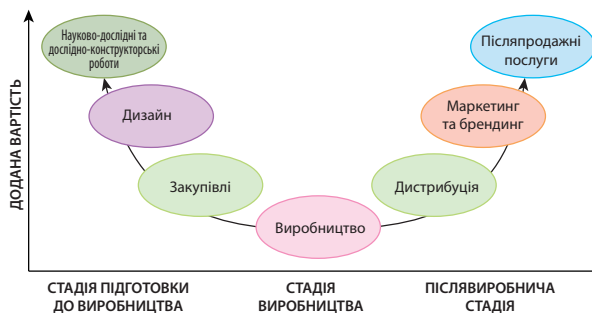 ДОДАНА ВАРТІСТЬ
Науково-дослідні та
дослідно-конструкторські
роботи
Дизайн
Закупівлі
Виробництво
Дистрибуція
Маркетинг
та брендинг
Післяпродажні
послуги
СТАДІЯ ПІДГОТОВКИ
ДО ВИРОБНИЦТВА
СТАДІЯ
ВИРОБНИЦТВА
ПІСЛЯВИРОБНИЧА
СТАДІЯ